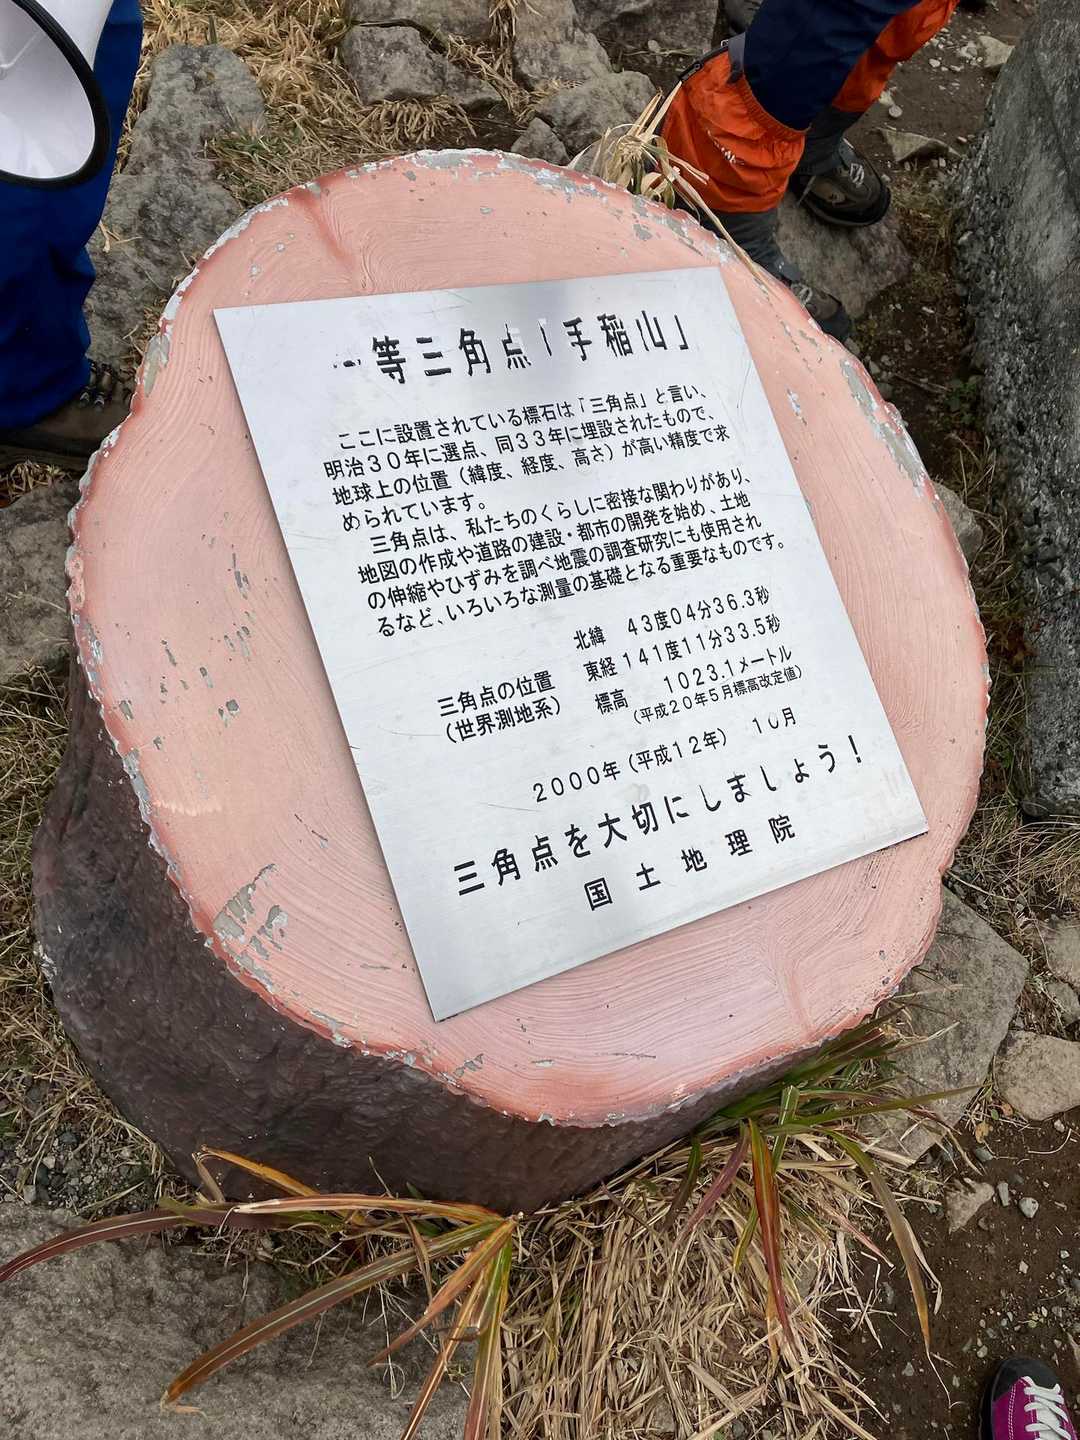 一等三角点「手稲山」
ここに設置されている標石は「三角点」と言い、
明治３０年に選点、同３３年に埋設されたもので、
地球上の位置（緯度、経度、高さ）が高い精度で求
められています。
三角点は、私たちのくらしに密接な関わりがあり、
地図の作成や道路の建設・都市の開発を始め、土地
の伸縮やひずみを調べ地震の調査研究にも使用され
るなど、いろいろな測量の基礎となる重要なものです。
北緯　４３度０４分３６.３秒
三角点の位置　東経１４１度１１分３３.５秒
（世界測地系）　標高　１０２３.１メートル
（平成２０年５月標高改定値）
２０００年（平成１２年）　１０月
三角点を大切にしましょう！
国土地理院